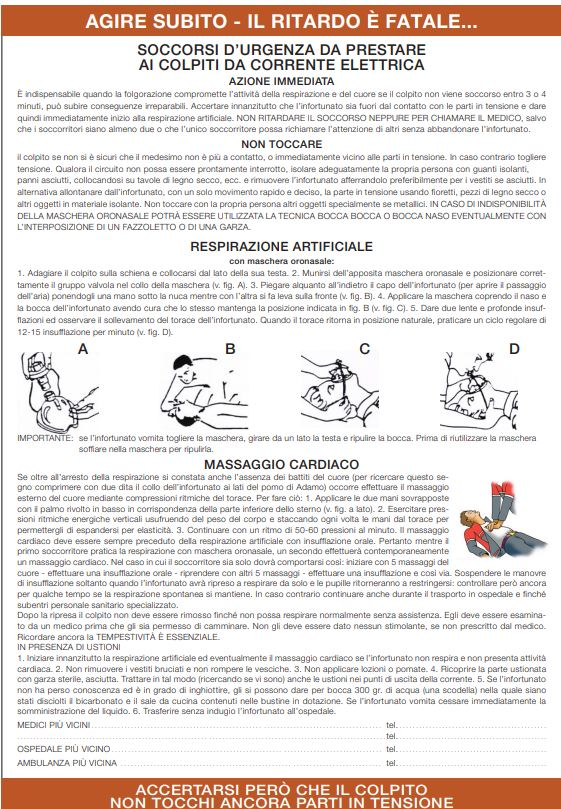 AGIRE SUBITO - IL RITARDO È FATALE...
SOCCORSI D'URGENZA DA PRESTARE
AI COLPITI DA CORRENTE ELETTRICA
AZIONE IMMEDIATA
È indispensabile quando la folgorazione compromette l'attività della respirazione e del cuore se il colpito non viene soccorso entro 3 o 4
minuti, può subire conseguenze irreparabili. Accertare innanzitutto che l'infortunato sia fuori dal contatto con le parti in tensione e dare
quindi immediatamente inizio alla respirazione artificiale. NON RITARDARE IL SOCCORSO NEPPURE PER CHIAMARE IL MEDICO, salvo
che i soccorritori siano almeno due o che l'unico soccorritore possa richiamare l'attenzione di altri senza abbandonare l'infortunato.
NON TOCCARE
il colpito se non si è sicuri che il medesimo non è più a contatto, o immediatamente vicino alle parti in tensione. In caso contrario togliere
tensione. Qualora il circuito non possa essere prontamente interrotto, isolare adeguatamente la propria persona con guanti isolanti,
panni asciutti, collocandosi su tavole di legno secco, ecc. e rimuovere l'infortunato afferrandolo preferibilmente per i vestiti se asciutti. In
alternativa allontanare dall'infortunato, con un solo movimento rapido e deciso, la parte in tensione usando fioretti, pezzi di legno secco o
altri oggetti in materiale isolante. Non toccare con la propria persona altri oggetti specialmente se metallici. IN CASO DI INDISPONIBILITÀ
DELLA MASCHERA ORONASALE POTRÀ ESSERE UTILIZZATA LA TECNICA BOCCA BOCCA O BOCCA NASO EVENTUALMENTE CON
L'INTERPOSIZIONE DI UN FAZZOLETTO O DI UNA GARZA.
RESPIRAZIONE ARTIFICIALE
con maschera oronasale:
1. Adagiare il colpito sulla schiena e collocarsi dal lato della sua testa. 2. Munirsi dell'apposita maschera oronasale e posizionare corret-
tamente il gruppo valvola nel collo della maschera (v. fig. A). 3. Piegare alquanto all'indietro il capo dell'infortunato (per aprire il passaggio
dell'aria) ponendogli una mano sotto la nuca mentre con l'altra si fa leva sulla fronte (v. fig. B). 4. Applicare la maschera coprendo il naso e
la bocca dell'infortunato avendo cura che lo stesso mantenga la posizione indicata in fig. B (v. fig. C). 5. Dare due lente e profonde insuf-
flazioni ed osservare il sollevamento del torace dell'infortunato. Quando il torace ritorna in posizione naturale, praticare un ciclo regolare di
12-15 insufflazione per minuto (v. fig. D).
A B C D
IMPORTANTE: se l'infortunato vomita togliere la maschera, girare da un lato la testa e ripulire la bocca. Prima di riutilizzare la maschera
soffiare nella maschera per ripulirla.
MASSAGGIO CARDIACO
Se oltre all'arresto della respirazione si constata anche l'assenza dei battiti del cuore (per ricercare questo se-
gno comprimere con due dita il collo dell'infortunato ai lati del pomo di Adamo) occorre effettuare il massaggio
esterno del cuore mediante compressioni ritmiche del torace. Per fare ciò: 1. Applicare le due mani sovrapposte
con il palmo rivolto in basso in corrispondenza della parte inferiore dello sterno (v. fig. a lato). 2. Esercitare pres-
sioni ritmiche energiche verticali usufruendo del peso del corpo e staccando ogni volta le mani dal torace per
permettergli di espandersi per elasticità. 3. Continuare con un ritmo di 50-60 pressioni al minuto. Il massaggio
cardiaco deve essere sempre preceduto della respirazione artificiale con insufflazione orale. Pertanto mentre il
primo soccorritore pratica la respirazione con maschera oronasale, un secondo effettuerà contemporaneamente
un massaggio cardiaco. Nel caso in cui il soccorritore sia solo dovrà comportarsi così: iniziare con 5 massaggi del
cuore - effettuare una insufflazione orale - riprendere con altri 5 massaggi - effettuare una insufflazione e così via. Sospendere le manovre
di insufflazione soltanto quando l'infortunato avrà ripreso a respirare da solo e le pupille ritorneranno a restringersi: controllare però ancora
per qualche tempo se la respirazione spontanea si mantiene. In caso contrario continuare anche durante il trasporto in ospedale e finché
subentri personale sanitario specializzato.
Dopo la ripresa il colpito non deve essere rimosso finché non possa respirare normalmente senza assistenza. Egli deve essere esamina-
to da un medico prima che gli sia permesso di camminare. Non gli deve essere dato nessun stimolante, se non prescritto dal medico.
Ricordare ancora la TEMPESTIVITÀ È ESSENZIALE.
IN PRESENZA DI USTIONI
1. Iniziare innanzitutto la respirazione artificiale ed eventualmente il massaggio cardiaco se l'infortunato non respira e non presenta attività
cardiaca. 2. Non rimuovere i vestiti bruciati e non rompere le vesciche. 3. Non applicare lozioni o pomate. 4. Ricoprire la parte ustionata
con garza sterile, asciutta. Trattare in tal modo (ricercando se vi sono) anche le ustioni nei punti di uscita della corrente. 5. Se l'infortunato
non ha perso conoscenza ed è in grado di inghiottire, gli si possono dare per bocca 300 gr. di acqua (una scodella) nella quale siano
stati disciolti il bicarbonato e il sale da cucina contenuti nelle bustine in dotazione. Se l'infortunato vomita cessare immediatamente la
somministrazione del liquido. 6. Trasferire senza indugio l'infortunato all'ospedale.
MEDICI PIÙ VICINI ........ tel. ........
........ tel. ........
OSPEDALE PIÙ VICINO ........ tel. ........
AMBULANZA PIÙ VICINA ........ tel. ........
ACCERTARSI PERÒ CHE IL COLPITO
NON TOCCHI ANCORA PARTI IN TENSIONE